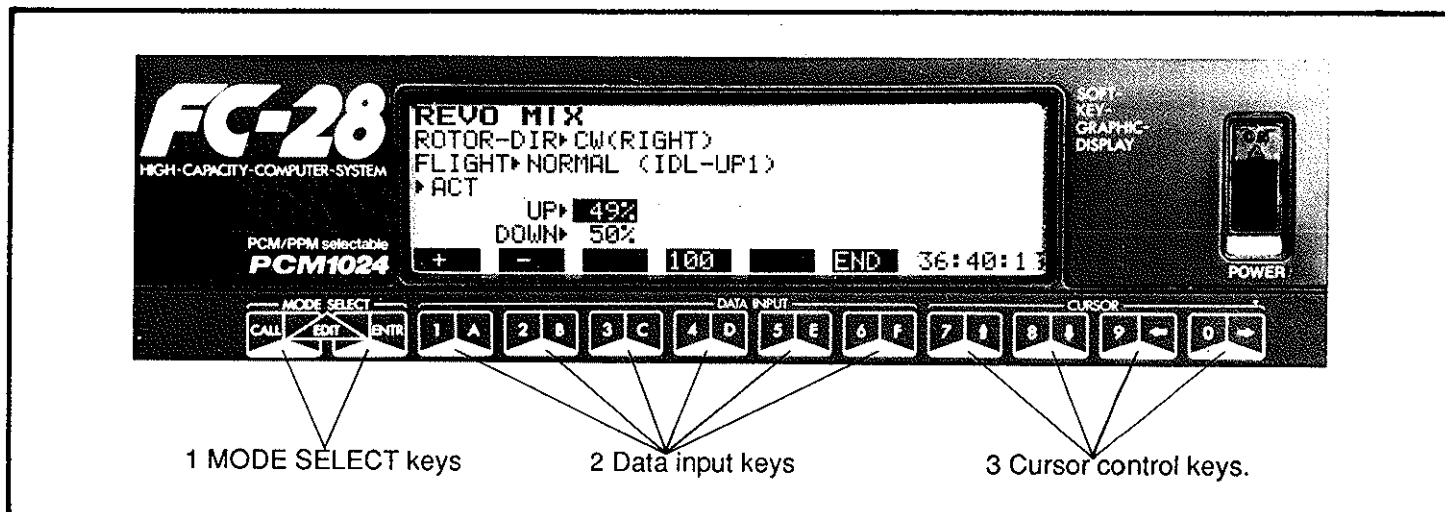 FC-28
HIGH-CAPACITY-COMPUTER-SYSTEM
PCM/PPM selectable
PCM1024
REVO MIX
ROTOR-DIR▶CW(RIGHT)
FLIGHT▶NORMAL (IDL-UP1)
▶ACT
UP▶ 49%
DOWN▶ 50%
+ - 100 END 36:40:13
SOFT-
KEY-
GRAPHIC-
DISPLAY
POWER
MODE SELECT
DATA INPUT
CURSOR
CALL EDIT ENTR 1 A 2 B 3 C 4 D 5 E 6 F 7 ⬆ 8 ⬇ 9 ← 0 →
1 MODE SELECT keys
2 Data input keys
3 Cursor control keys.